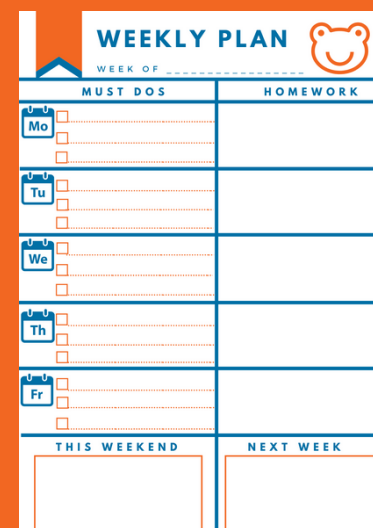 WEEKLY PLAN
WEEK OF
MUST DOS
HOMEWORK
Mo
Tu
We
Th
Fr
THIS WEEKEND
NEXT WEEK